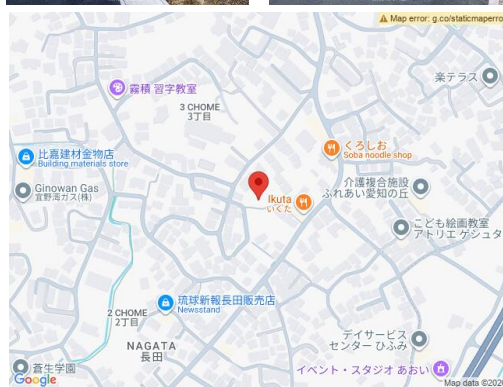 Map error: g.co/staticmaperro
楽テラス
霧積 習字教室
3 CHOME
3丁目
くろしお
Soba noodle shop
比嘉建材金物店
Building materials store
Ginowan Gas
宜野湾ガス(株)
介護複合施設
ふれあい愛知の丘
Ikuta
いくた
こども絵画教室
アトリエ ゲシュタ
琉球新報長田販売店
Newsstand
2 CHOME
2丁目
NAGATA
長田
デイサービス
センター ひふみ
イベント・スタジオ あおい
蒼生学園
Google
Map data ©202